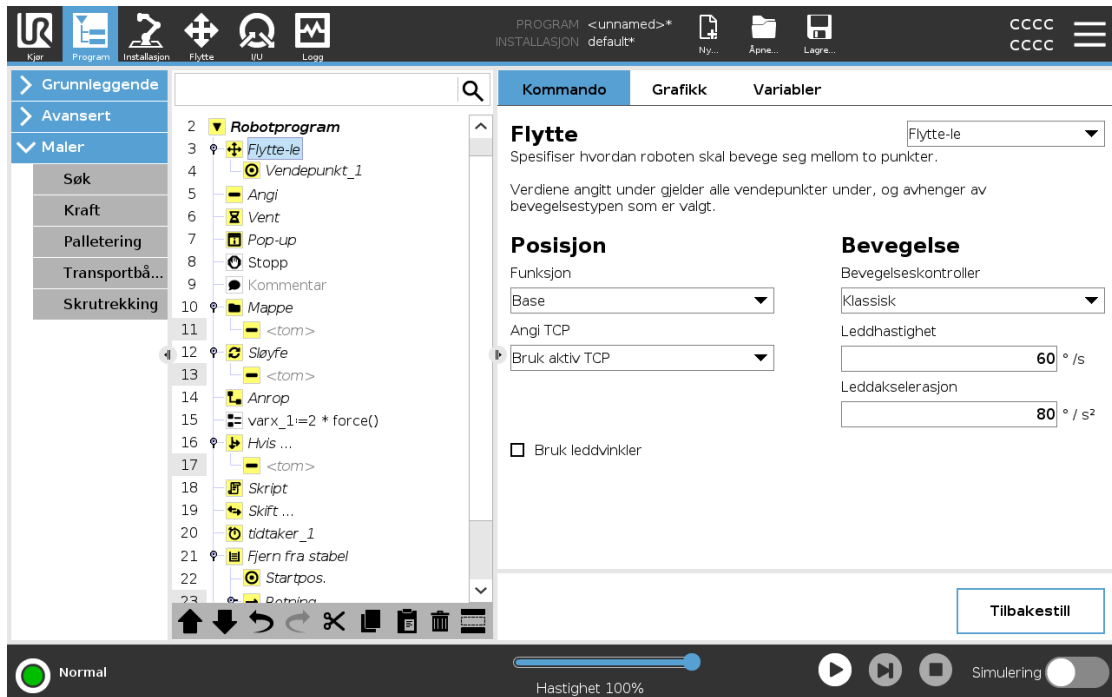 PROGRAM <unnamed>*
INSTALLASJON default*
CCCC
CCCC
Kjør Program Installasjon Flytte I/U Logg Ny... Åpne... Lagre...
Grunnleggende
Avansert
Maler
Søk
Kraft
Palletering
Transportbå...
Skrutrekking
2 Robotprogram
3 Flytte-le
4 Vendepunkt_1
5 Angi
6 Vent
7 Pop-up
8 Stopp
9 Kommentar
10 Mappe
11 <tom>
12 Sløyfe
13 <tom>
14 Anrop
15 varx_1≔2 * force()
16 Hvis ...
17 <tom>
18 Skript
19 Skift ...
20 tidtaker_1
21 Fjern fra stabel
22 Startpos.
23 Retning
Kommando Grafikk Variabler
Flytte Flytte-le
Spesifiser hvordan roboten skal bevege seg mellom to punkter.
Verdiene angitt under gjelder alle vendepunkter under, og avhenger av
bevegelsestypen som er valgt.
Posisjon
Funksjon
Base
Angi TCP
Bruk aktiv TCP
Bruk leddvinkler
Bevegelse
Bevegelseskontroller
Klassisk
Leddhastighet
60 ° /s
Leddakselerasjon
80 ° / s²
Tilbakestill
Normal
Hastighet 100%
Simulering